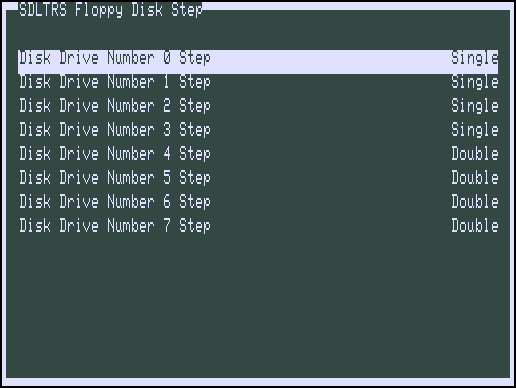 SDLTRS Floppy Disk Step
Disk Drive Number 0 Step Single
Disk Drive Number 1 Step Single
Disk Drive Number 2 Step Single
Disk Drive Number 3 Step Single
Disk Drive Number 4 Step Double
Disk Drive Number 5 Step Double
Disk Drive Number 6 Step Double
Disk Drive Number 7 Step Double